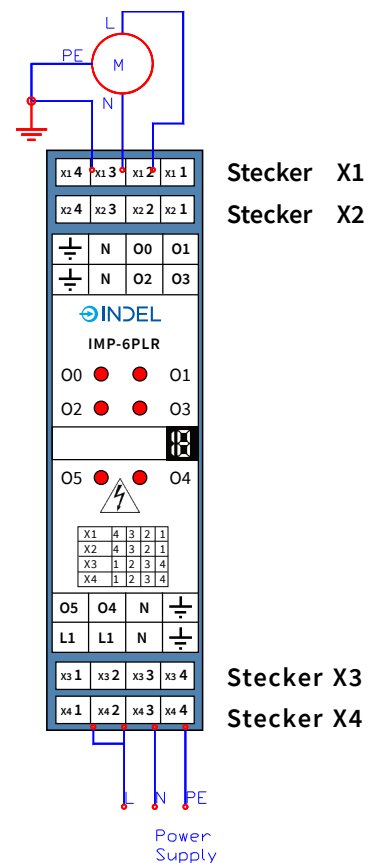 L
PE
M
N
X1 4 X1 3 X1 2 X1 1 Stecker X1
X2 4 X2 3 X2 2 X2 1 Stecker X2
N O0 O1
N O2 O3
INDEL
IMP-6PLR
O0 O1
O2 O3
18
O5 O4
X1 4 3 2 1
X2 4 3 2 1
X3 1 2 3 4
X4 1 2 3 4
O5 O4 N
L1 L1 N
X3 1 X3 2 X3 3 X3 4 Stecker X3
X4 1 X4 2 X4 3 X4 4 Stecker X4
L N PE
Power
Supply